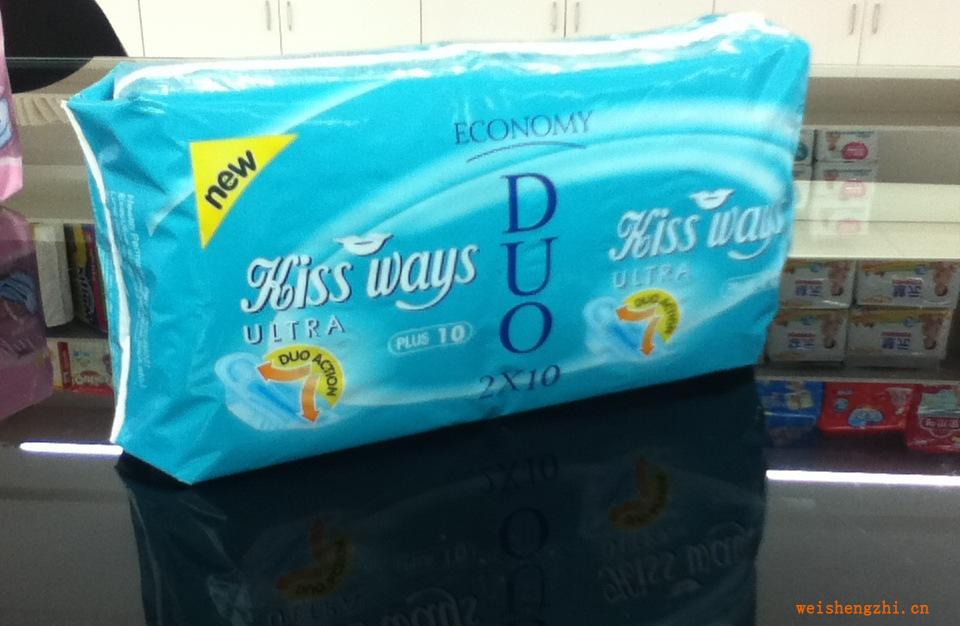 new
ECONOMY
DUO
2X10
Kiss ways
ULTRA
PLUS 10
DUO ACTION
Kiss ways
ULTRA
DUO ACTION
weishengzhi.cn